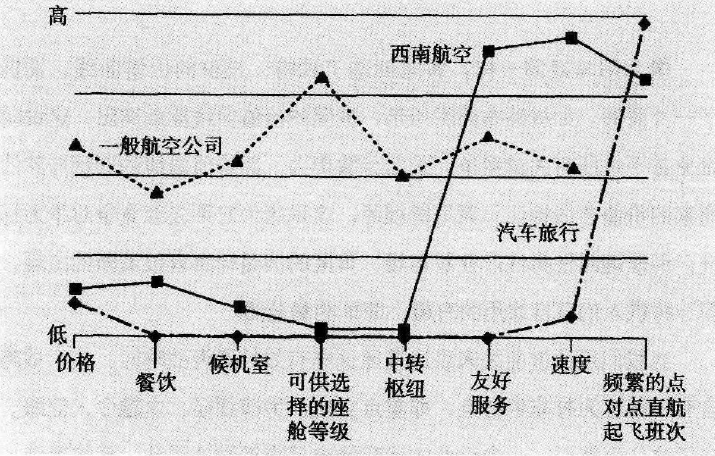 高
西南航空
一般航空公司
汽车旅行
低
价格
餐饮
候机室
可供选
择的座
舱等级
中转
枢纽
友好
服务
速度
频繁的点
对点直航
起飞班次